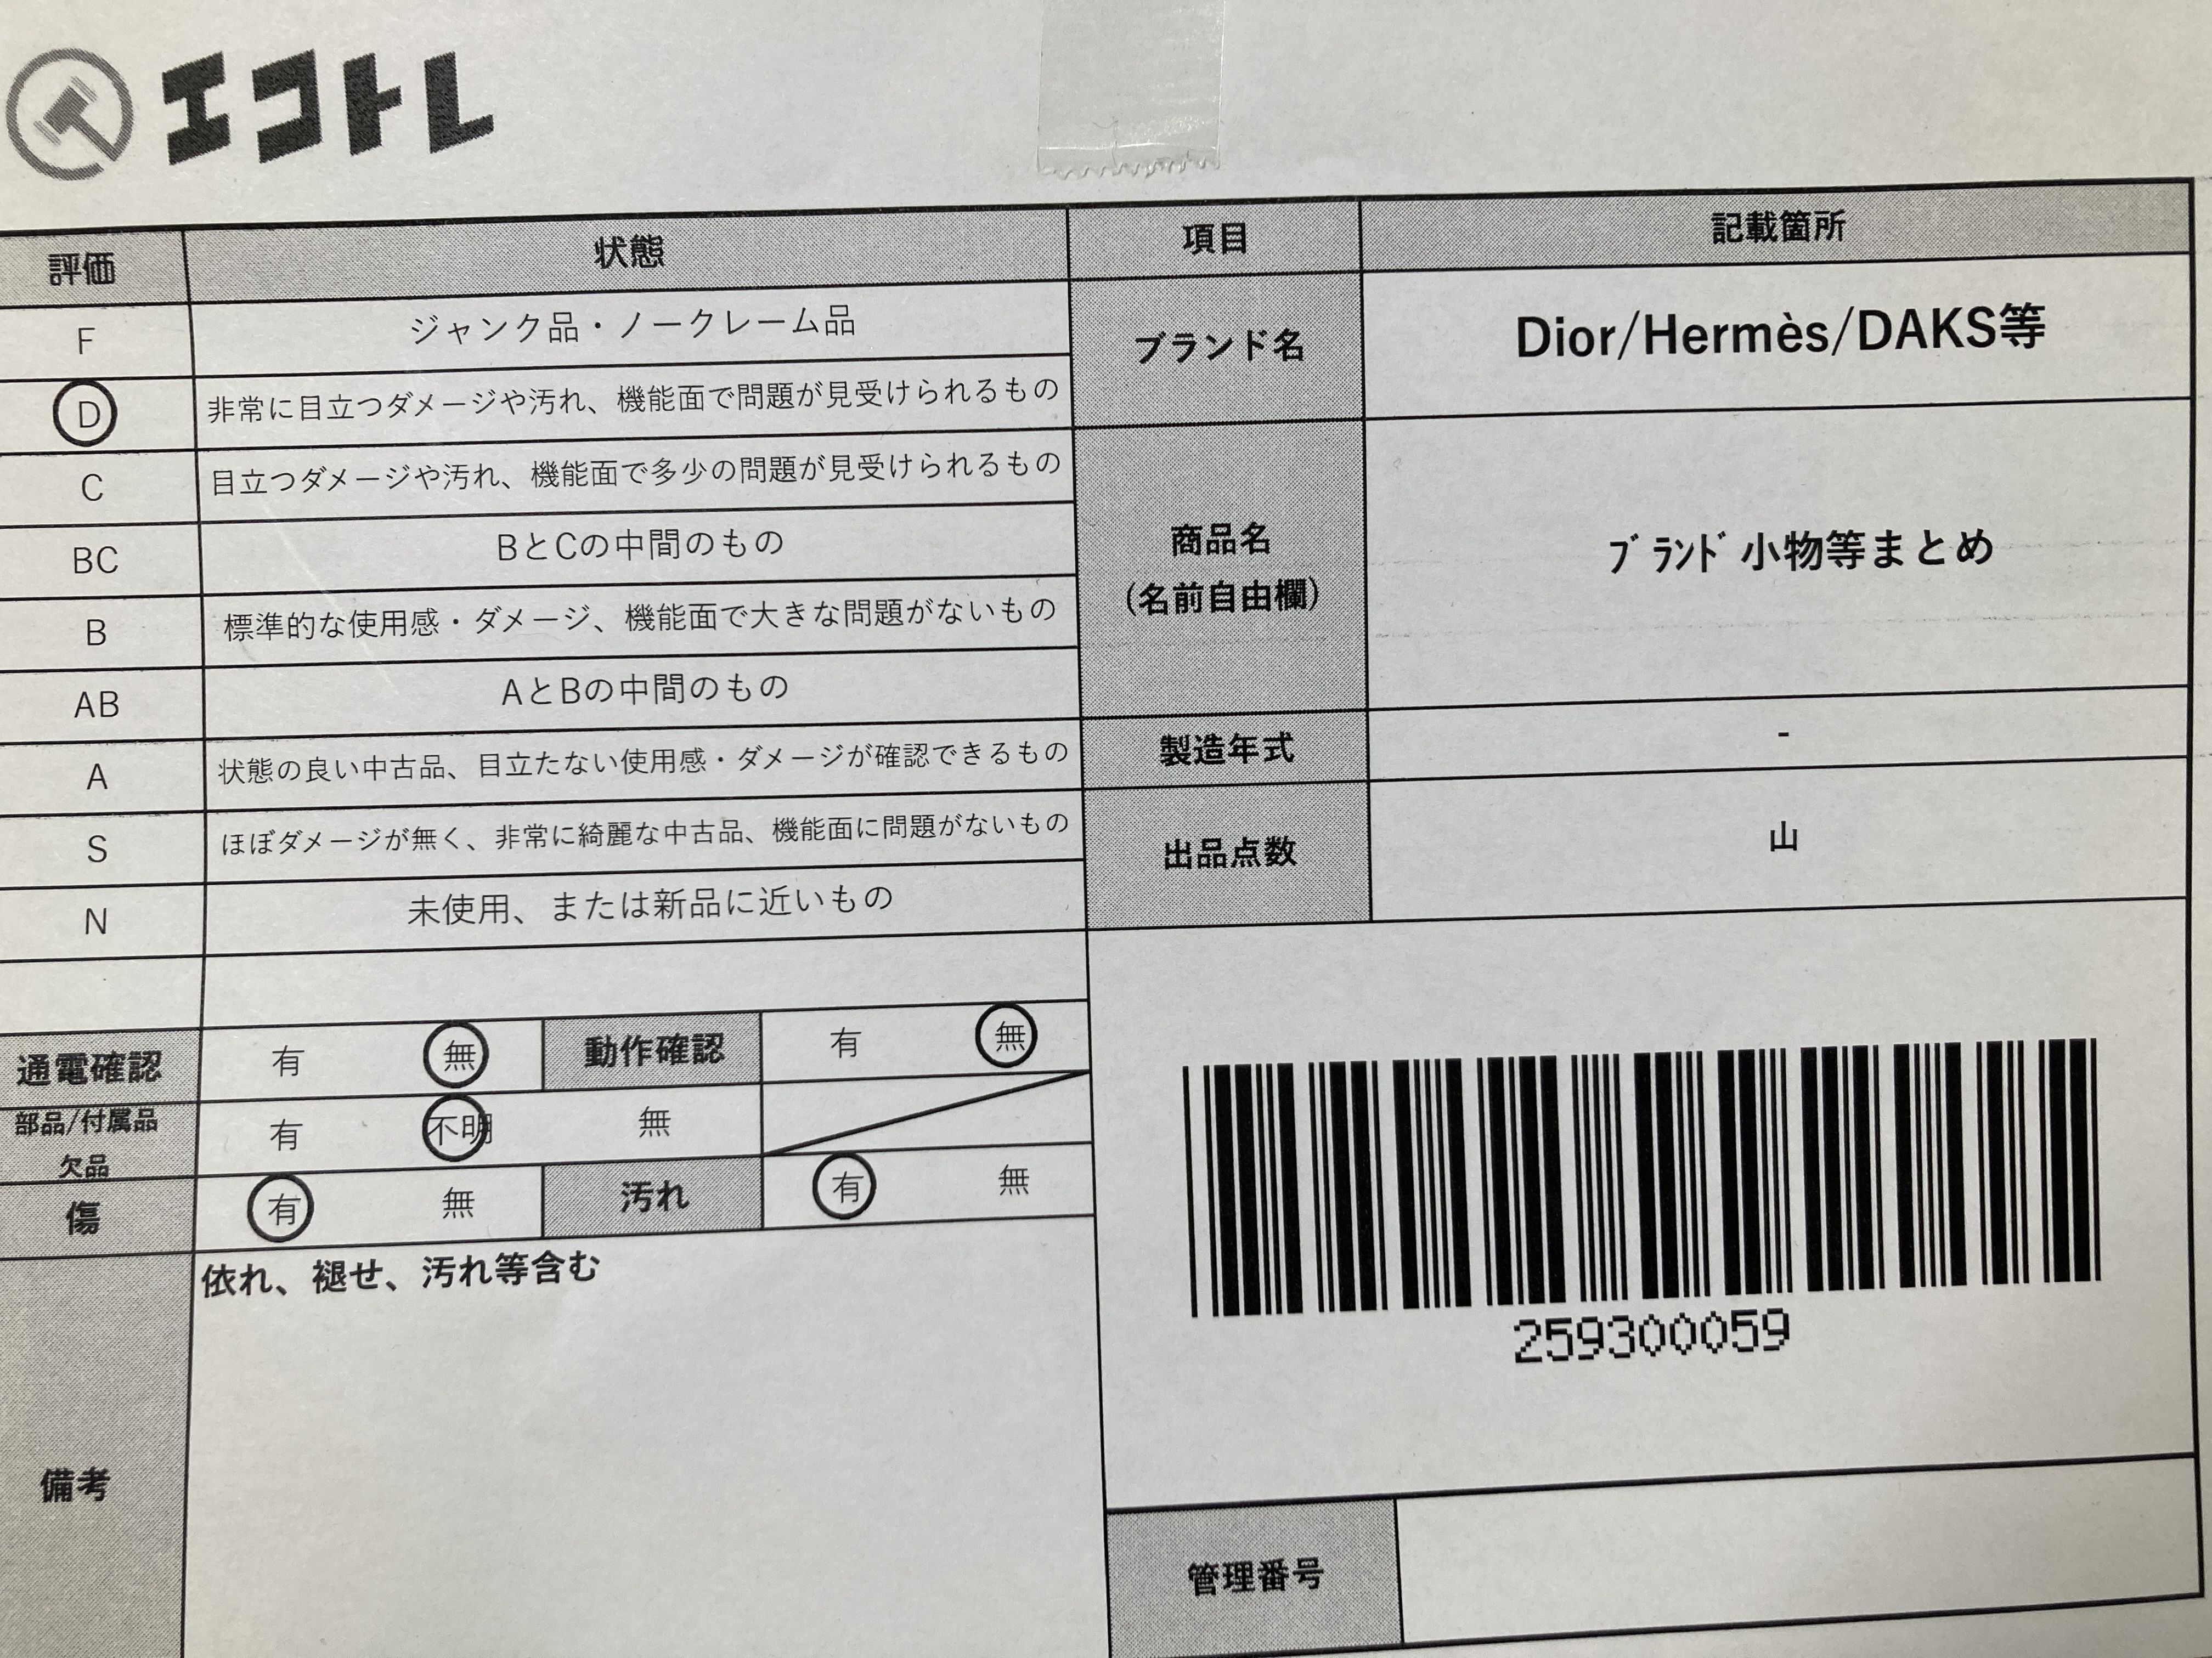 エコトレ
評価 状態 項目 記載箇所
F ジャンク品・ノークレーム品
D 非常に目立つダメージや汚れ、機能面で問題が見受けられるもの
ブランド名 Dior/Hermès/DAKS等
C 目立つダメージや汚れ、機能面で多少の問題が見受けられるもの
BC BとCの中間のもの
B 標準的な使用感・ダメージ、機能面で大きな問題がないもの
商品名
(名前自由欄)
ﾌﾞﾗﾝﾄﾞ小物等まとめ
AB AとBの中間のもの
A 状態の良い中古品、目立たない使用感・ダメージが確認できるもの
製造年式 -
S ほぼダメージが無く、非常に綺麗な中古品、機能面に問題がないもの
出品点数 山
N 未使用、または新品に近いもの
通電確認 有 無 動作確認 有 無
部品/付属品
欠品
有 不明 無
傷 有 無 汚れ 有 無
備考
依れ、褪せ、汚れ等含む
259300059
管理番号